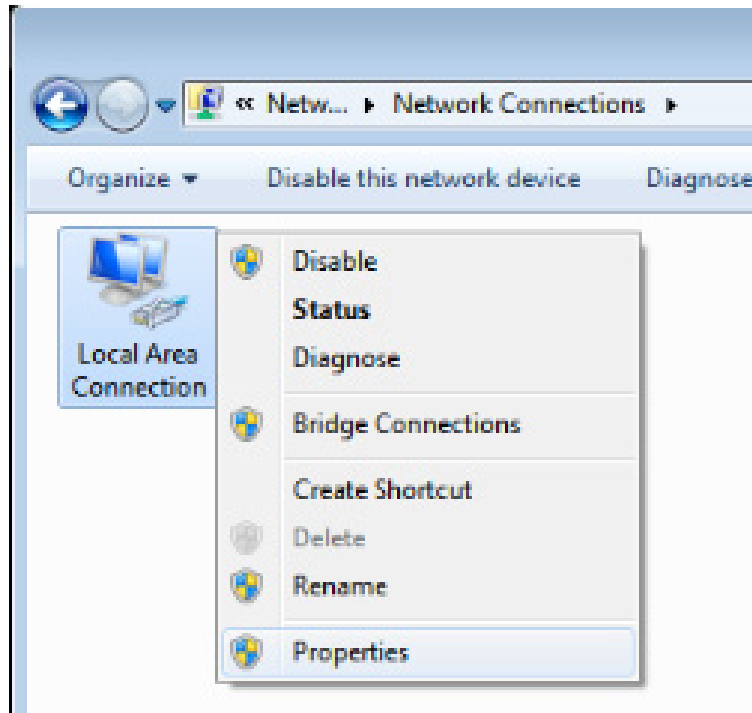 « Netw... ▸ Network Connections ▸
Organize ▾ Disable this network device Diagnose
Local Area
Connection
Disable
Status
Diagnose
Bridge Connections
Create Shortcut
Delete
Rename
Properties